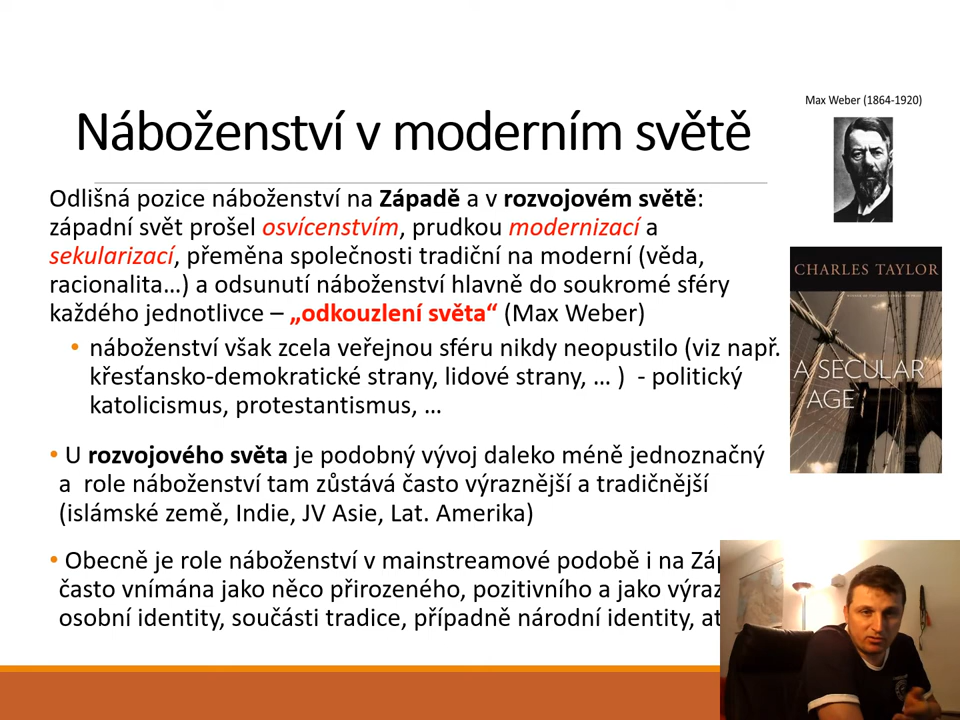 Max Weber (1864-1920)
Náboženství v moderním světě
Odlišná pozice náboženství na Západě a v rozvojovém světě:
západní svět prošel osvícenstvím, prudkou modernizací a
sekularizací, přeměna společnosti tradiční na moderní (věda,
racionalita…) a odsunutí náboženství hlavně do soukromé sféry
každého jednotlivce – „odkouzlení světa“ (Max Weber)
• náboženství však zcela veřejnou sféru nikdy neopustilo (viz např.
křesťansko-demokratické strany, lidové strany, … ) - politický
katolicismus, protestantismus, …
• U rozvojového světa je podobný vývoj daleko méně jednoznačný
a role náboženství tam zůstává často výraznější a tradičnější
(islámské země, Indie, JV Asie, Lat. Amerika)
• Obecně je role náboženství v mainstreamové podobě i na
často vnímána jako něco přirozeného, pozitivního a jako
osobní identity, součásti tradice, případně národní identity,
CHARLES TAYLOR
A SECULAR
AGE